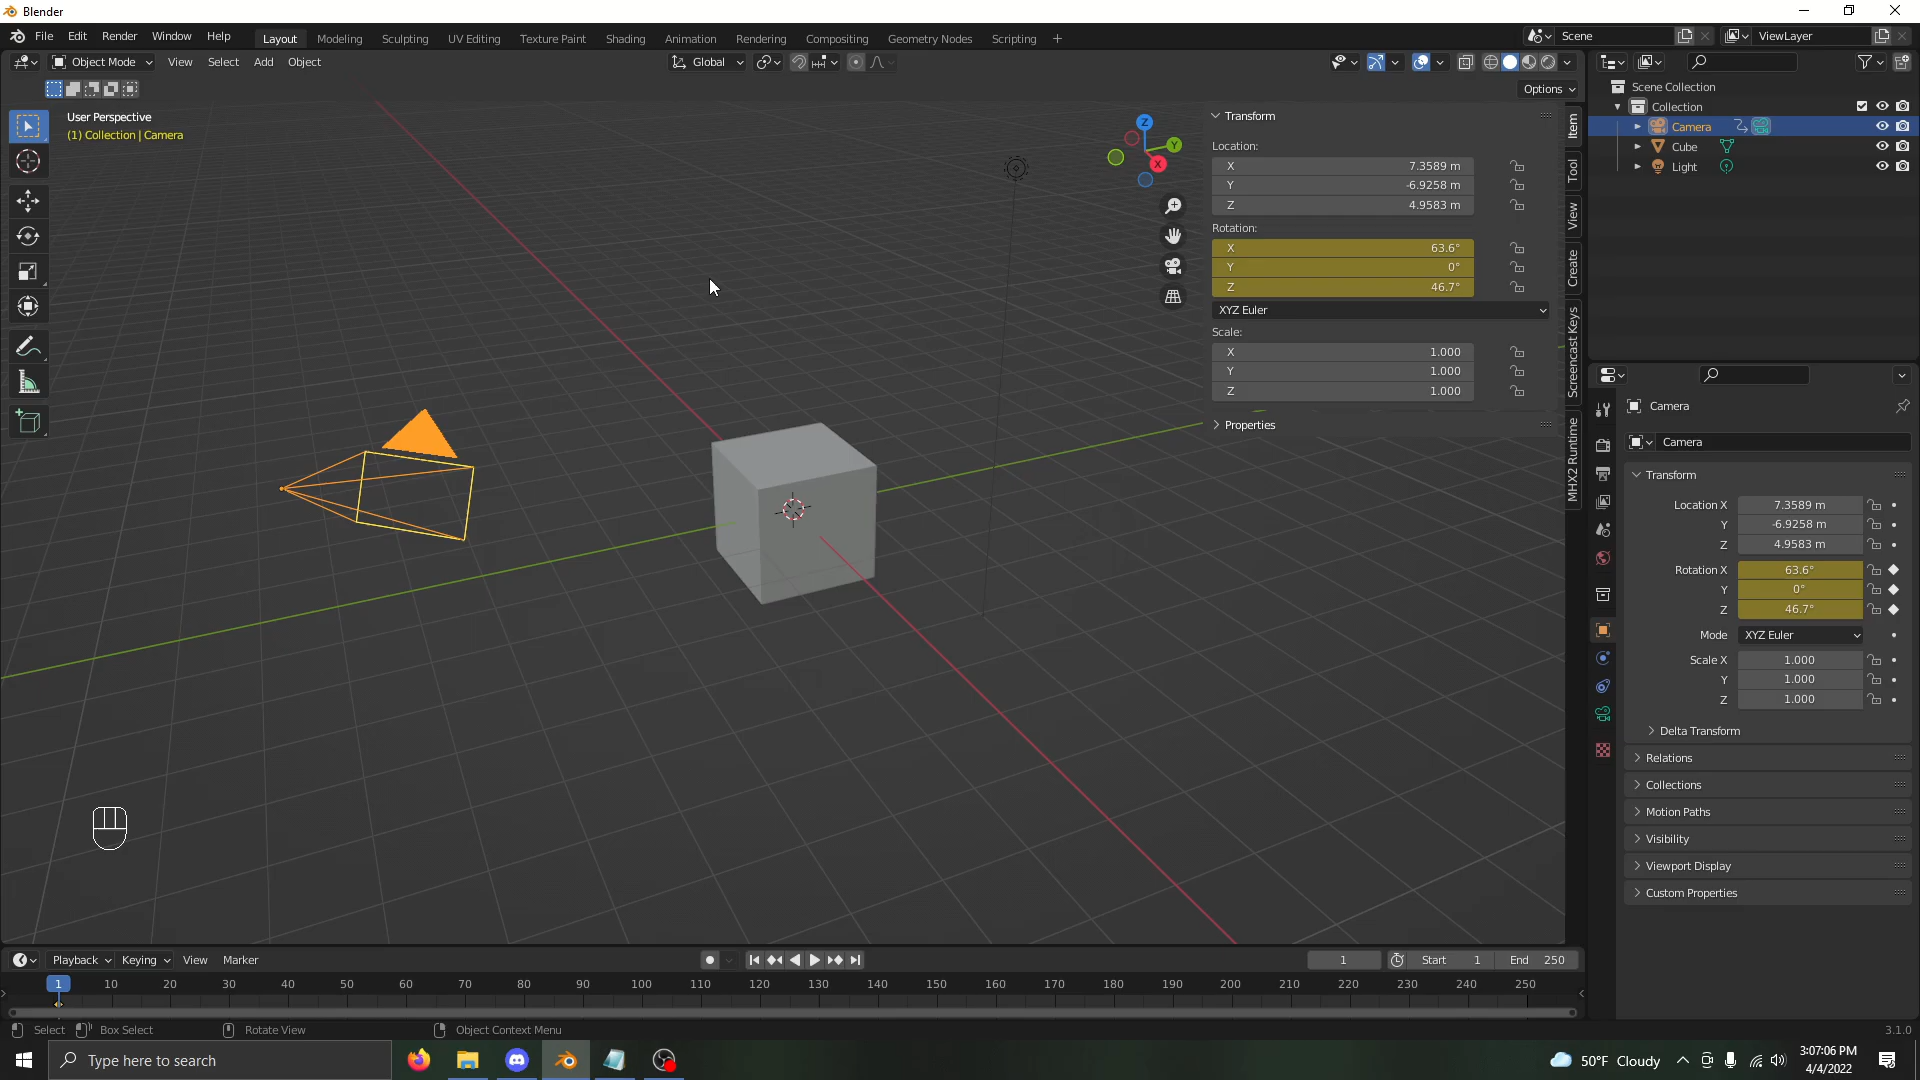 Blender
File Edit Render Window Help Layout Modeling Sculpting UV Editing Texture Paint Shading Animation Rendering Compositing Geometry Nodes Scripting + Scene ViewLayer
Object Mode View Select Add Object Global
Options
User Perspective
(1) Collection | Camera
Z
Y
X
Transform
Location:
X 7.3589 m
Y -6.9258 m
Z 4.9583 m
Rotation:
X 63.6°
Y 0°
Z 46.7°
XYZ Euler
Scale:
X 1.000
Y 1.000
Z 1.000
Properties
Item
Tool
View
Create
Screencast Keys
MHX2 Runtime
Scene Collection
Collection
Camera
Cube
Light
Camera
Camera
Transform
Location X 7.3589 m
Y -6.9258 m
Z 4.9583 m
Rotation X 63.6°
Y 0°
Z 46.7°
Mode XYZ Euler
Scale X 1.000
Y 1.000
Z 1.000
Delta Transform
Relations
Collections
Motion Paths
Visibility
Viewport Display
Custom Properties
Playback Keying View Marker 1 Start 1 End 250
1 10 20 30 40 50 60 70 80 90 100 110 120 130 140 150 160 170 180 190 200 210 220 230 240 250
Select Box Select Rotate View Object Context Menu 3.1.0
Type here to search 50°F Cloudy 3:07:06 PM
4/4/2022